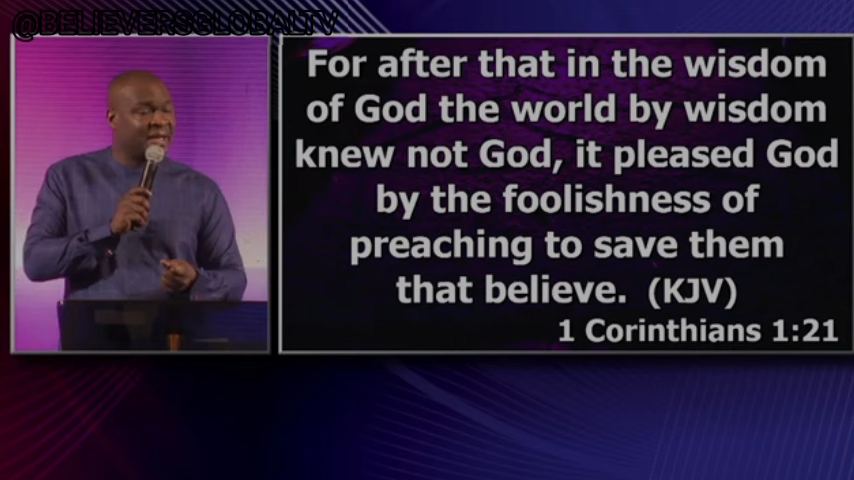 @BELIEVERSGLOBALTV
For after that in the wisdom
of God the world by wisdom
knew not God, it pleased God
by the foolishness of
preaching to save them
that believe. (KJV)
1 Corinthians 1:21